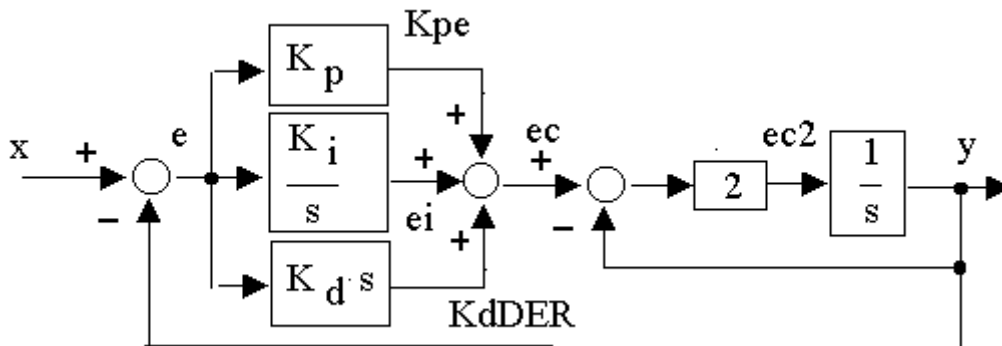 Kpe
K p
x
+
e
K i
s
+
+
ec
+
2
ec2
1
s
y
−
ei
+
−
K d · s
KdDER